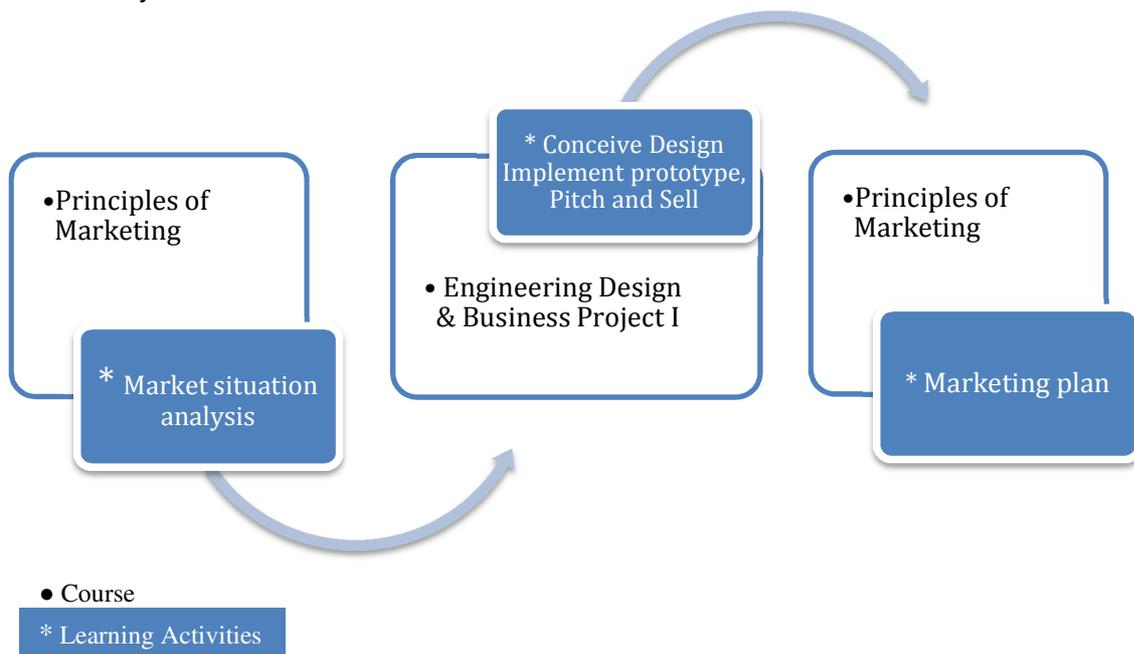 •Principles of
Marketing
* Market situation
analysis
* Conceive Design
Implement prototype,
Pitch and Sell
• Engineering Design
& Business Project I
•Principles of
Marketing
* Marketing plan
● Course
* Learning Activities